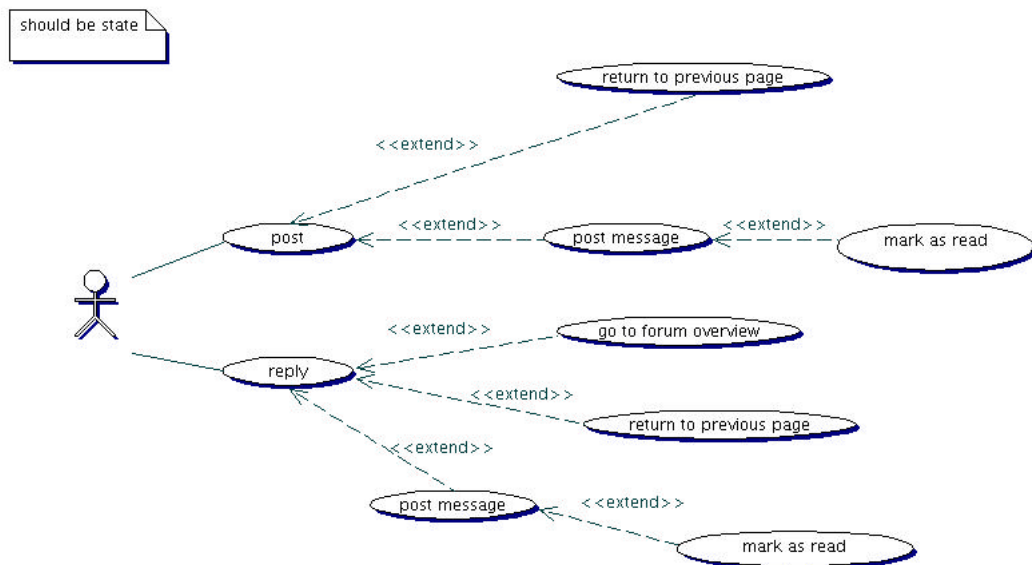 should be state
return to previous page
<<extend>>
<<extend>>
<<extend>>
post
post message
mark as read
<<extend>>
go to forum overview
reply
<<extend>>
return to previous page
<<extend>>
post message
<<extend>>
mark as read